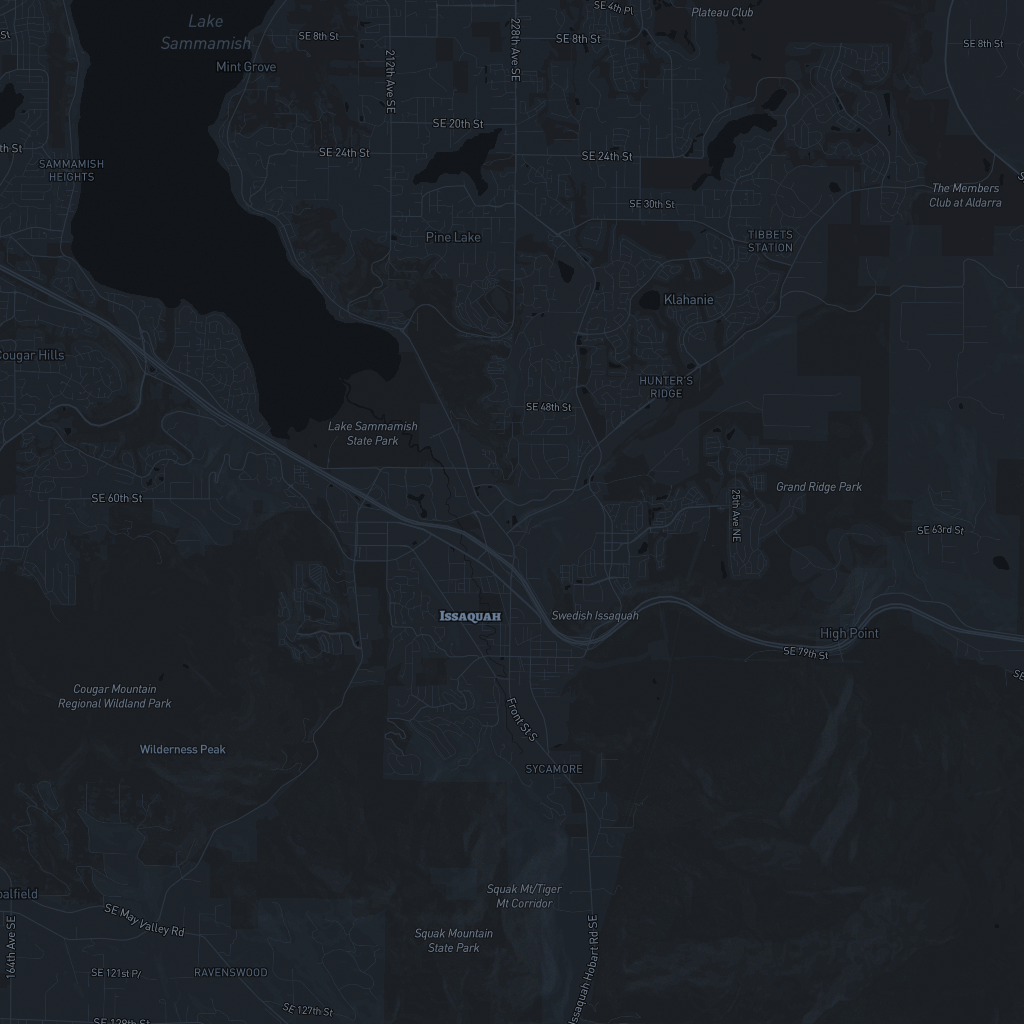 SE 4th Pl
Plateau Club
Lake
Sammamish
SE 8th St
SE 8th St
SE 8th St
228th Ave SE
212th Ave SE
Mint Grove
SE 20th St
SE 24th St
SE 24th St
SAMMAMISH
HEIGHTS
The Members
Club at Aldarra
SE 30th St
Pine Lake
TIBBETS
STATION
Klahanie
Cougar Hills
HUNTER'S
RIDGE
SE 48th St
Lake Sammamish
State Park
Grand Ridge Park
SE 60th St
25th Ave NE
SE 63rd St
ISSAQUAH
Swedish Issaquah
High Point
SE 79th St
Cougar Mountain
Regional Wildland Park
Front St S
Wilderness Peak
SYCAMORE
Squak Mt/Tiger
Mt Corridor
SE May Valley Rd
164th Ave SE
Squak Mountain
State Park
Issaquah Hobart Rd SE
SE 121st Pl
RAVENSWOOD
SE 127th St
SE 128th St